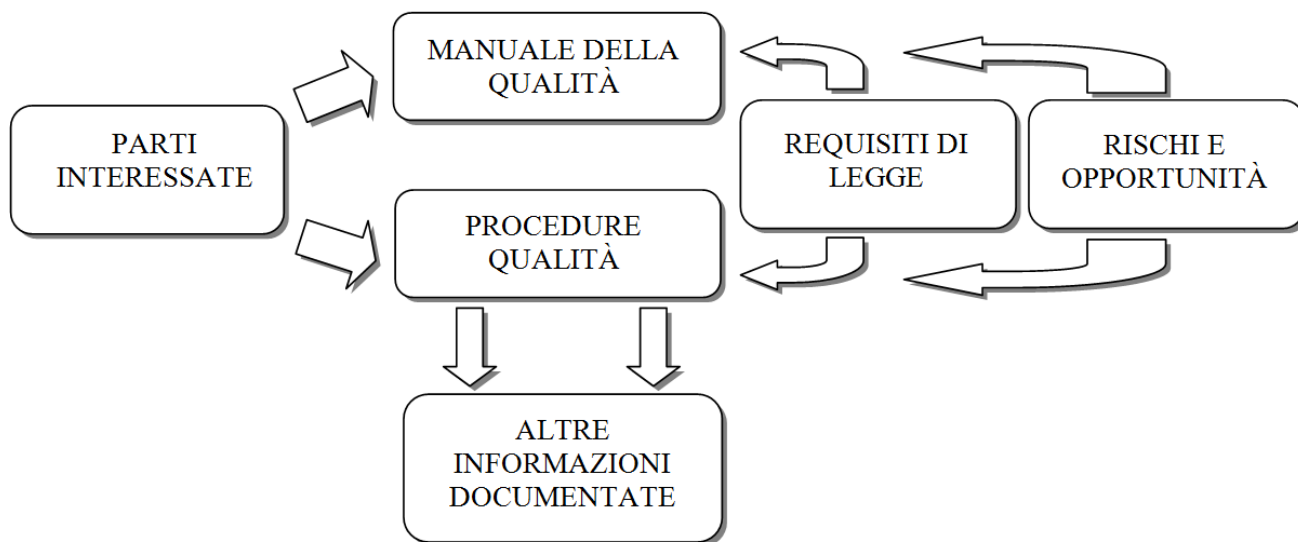 MANUALE DELLA
QUALITÀ
PARTI
INTERESSATE
REQUISITI DI
LEGGE
RISCHI E
OPPORTUNITÀ
PROCEDURE
QUALITÀ
ALTRE
INFORMAZIONI
DOCUMENTATE